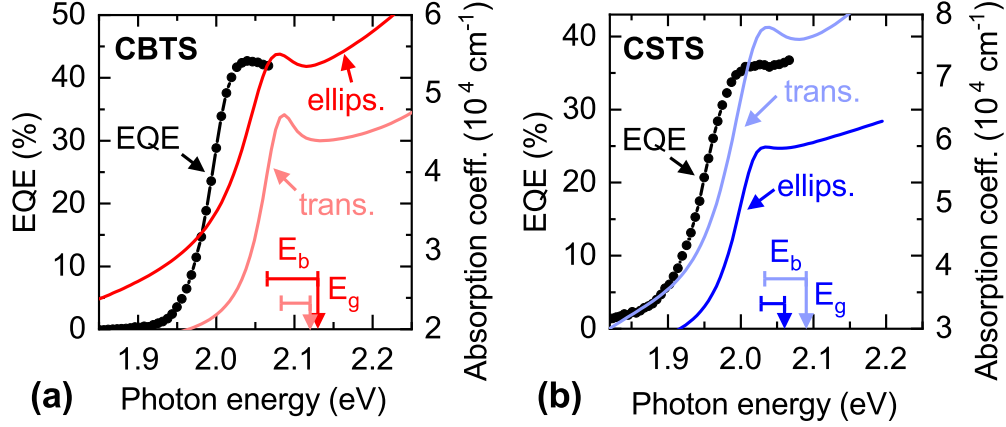 50
40
30
20
10
0
EQE (%)
CBTS
EQE
ellips.
trans.
E_b
E_g
6
5
4
3
2
Absorption coeff. (10^4 cm^-1)
1.9
2.0
2.1
2.2
Photon energy (eV)
(a)
40
30
20
10
0
EQE (%)
CSTS
trans.
EQE
ellips.
E_b
E_g
8
7
6
5
4
3
Absorption coeff. (10^4 cm^-1)
1.9
2.0
2.1
2.2
Photon energy (eV)
(b)